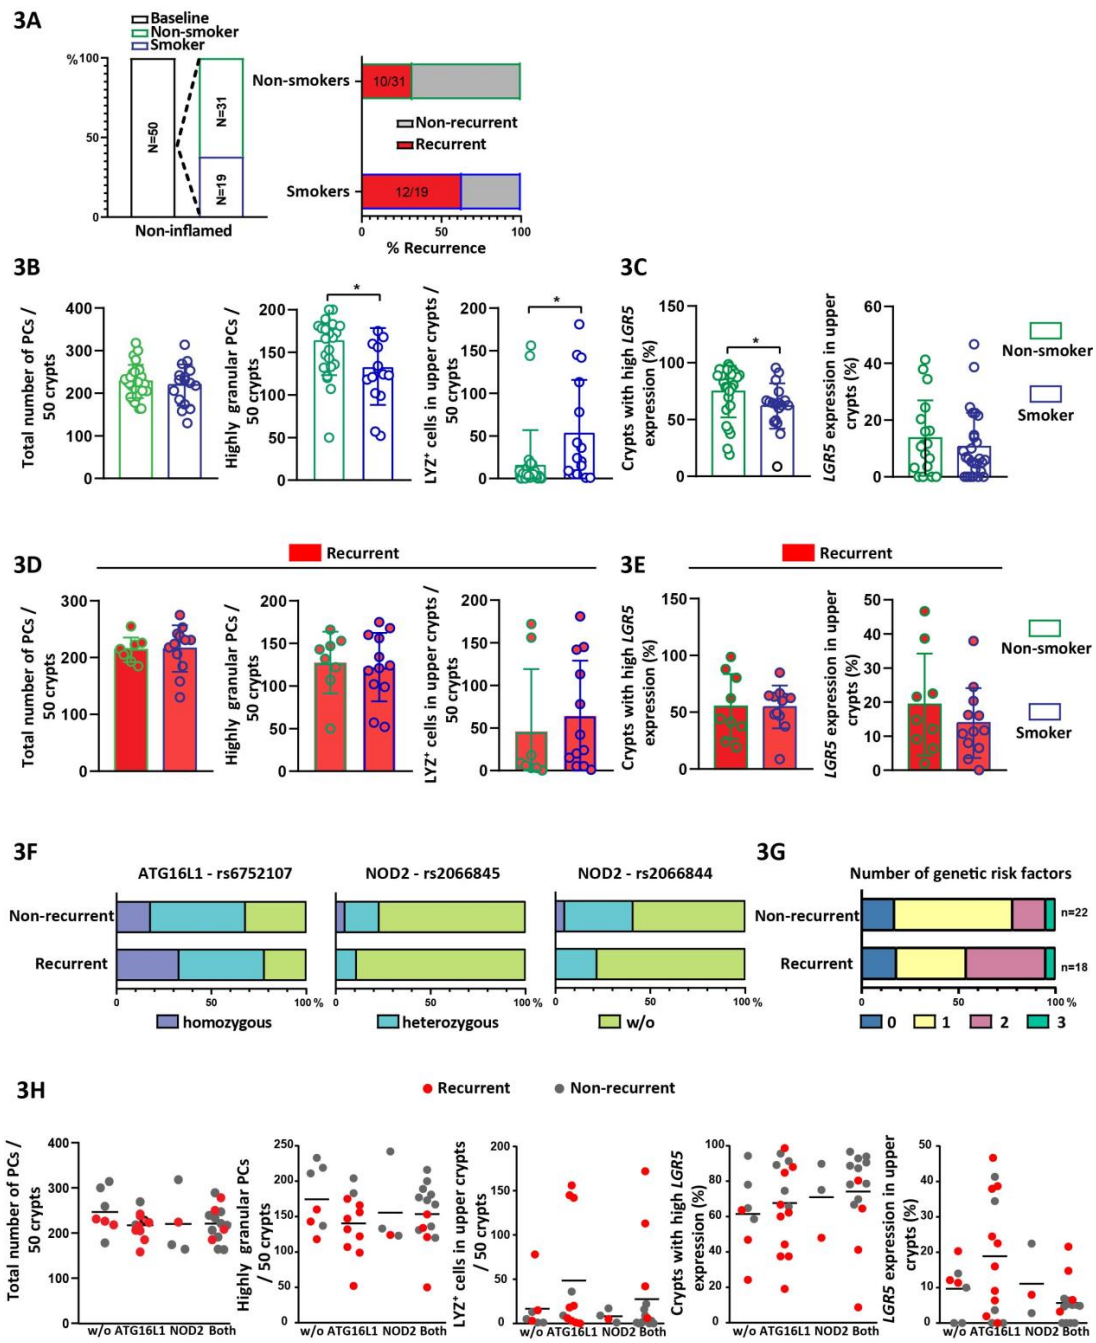 3A
Baseline
Non-smoker
Smoker
%100
50
0
N=50
N=31
N=19
Non-inflamed
Non-smokers
10/31
Non-recurrent
Recurrent
Smokers
12/19
0 50 100
% Recurrence
3B
Total number of PCs /
50 crypts
400
300
200
100
0
Highly granular PCs /
50 crypts
200
150
100
50
0
*
LYZ+ cells in upper crypts /
50 crypts
200
150
100
50
0
*
3C
Crypts with high LGR5
expression (%)
150
100
50
0
*
LGR5 expression in upper
crypts (%)
60
40
20
0
Non-smoker
Smoker
Recurrent
3D
Total number of PCs /
50 crypts
300
200
100
0
Highly granular PCs /
50 crypts
200
150
100
50
0
LYZ+ cells in upper crypts /
50 crypts
200
150
100
50
0
Recurrent
3E
Crypts with high LGR5
expression (%)
150
100
50
0
LGR5 expression in upper
crypts (%)
50
40
30
20
10
0
Non-smoker
Smoker
3F
ATG16L1 - rs6752107
NOD2 - rs2066845
NOD2 - rs2066844
Non-recurrent
Recurrent
0 50 100 %
0 50 100 %
0 50 100 %
homozygous
heterozygous
w/o
3G
Number of genetic risk factors
Non-recurrent
n=22
Recurrent
n=18
0 50 100 %
0 1 2 3
3H
Recurrent
Non-recurrent
Total number of PCs /
50 crypts
400
300
200
100
0
w/o ATG16L1 NOD2 Both
Highly granular PCs
/ 50 crypts
250
200
150
100
50
0
w/o ATG16L1 NOD2 Both
LYZ+ cells in upper crypts
/ 50 crypts
200
150
100
50
0
w/o ATG16L1 NOD2 Both
Crypts with high LGR5
expression (%)
100
80
60
40
20
0
w/o ATG16L1 NOD2 Both
LGR5 expression in upper
crypts (%)
50
40
30
20
10
0
w/o ATG16L1 NOD2 Both